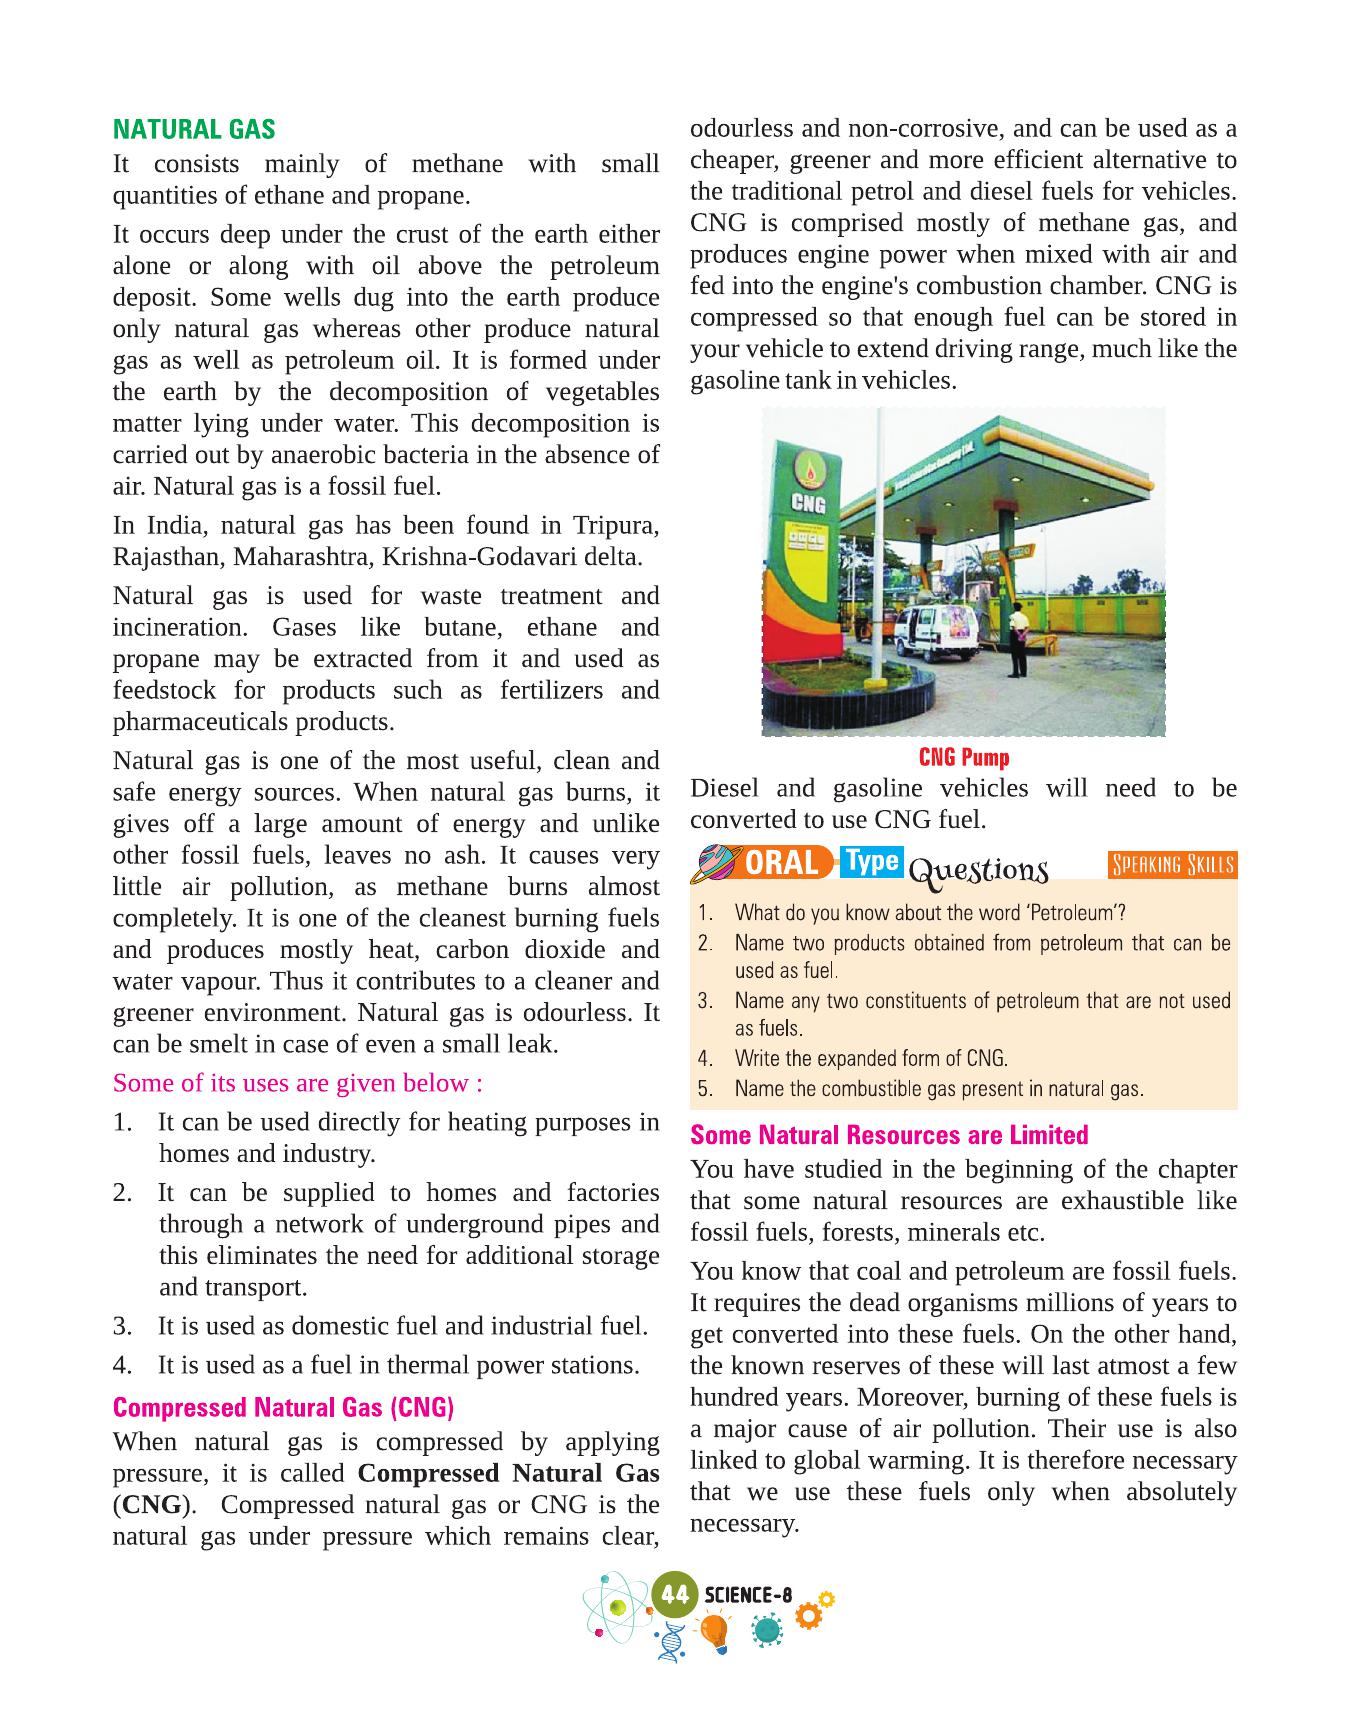 NATURAL GAS
It consists mainly of methane with small
quantities of ethane and propane.
It occurs deep under the crust of the earth either
alone or along with oil above the petroleum
deposit. Some wells dug into the earth produce
only natural gas whereas other produce natural
gas as well as petroleum oil. It is formed under
the earth by the decomposition of vegetables
matter lying under water. This decomposition is
carried out by anaerobic bacteria in the absence of
air. Natural gas is a fossil fuel.
In India, natural gas has been found in Tripura,
Rajasthan, Maharashtra, Krishna-Godavari delta.
Natural gas is used for waste treatment and
incineration. Gases like butane, ethane and
propane may be extracted from it and used as
feedstock for products such as fertilizers and
pharmaceuticals products.
Natural gas is one of the most useful, clean and
safe energy sources. When natural gas burns, it
gives off a large amount of energy and unlike
other fossil fuels, leaves no ash. It causes very
little air pollution, as methane burns almost
completely. It is one of the cleanest burning fuels
and produces mostly heat, carbon dioxide and
water vapour. Thus it contributes to a cleaner and
greener environment. Natural gas is odourless. It
can be smelt in case of even a small leak.
Some of its uses are given below :
1. It can be used directly for heating purposes in
homes and industry.
2. It can be supplied to homes and factories
through a network of underground pipes and
this eliminates the need for additional storage
and transport.
3. It is used as domestic fuel and industrial fuel.
4. It is used as a fuel in thermal power stations.
Compressed Natural Gas (CNG)
When natural gas is compressed by applying
pressure, it is called Compressed Natural Gas
(CNG). Compressed natural gas or CNG is the
natural gas under pressure which remains clear,
odourless and non-corrosive, and can be used as a
cheaper, greener and more efficient alternative to
the traditional petrol and diesel fuels for vehicles.
CNG is comprised mostly of methane gas, and
produces engine power when mixed with air and
fed into the engine's combustion chamber. CNG is
compressed so that enough fuel can be stored in
your vehicle to extend driving range, much like the
gasoline tank in vehicles.
CNG
CNG Pump
Diesel and gasoline vehicles will need to be
converted to use CNG fuel.
ORAL Type Questions SPEAKING SKILLS
1. What do you know about the word ‘Petroleum’?
2. Name two products obtained from petroleum that can be
used as fuel.
3. Name any two constituents of petroleum that are not used
as fuels.
4. Write the expanded form of CNG.
5. Name the combustible gas present in natural gas.
Some Natural Resources are Limited
You have studied in the beginning of the chapter
that some natural resources are exhaustible like
fossil fuels, forests, minerals etc.
You know that coal and petroleum are fossil fuels.
It requires the dead organisms millions of years to
get converted into these fuels. On the other hand,
the known reserves of these will last atmost a few
hundred years. Moreover, burning of these fuels is
a major cause of air pollution. Their use is also
linked to global warming. It is therefore necessary
that we use these fuels only when absolutely
necessary.
44 SCIENCE-8